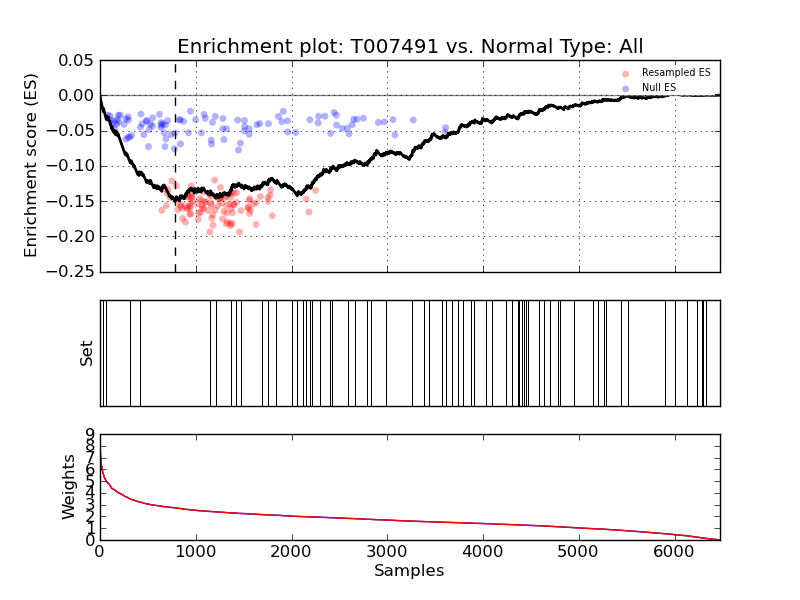 Enrichment plot: T007491 vs. Normal Type: All
Enrichment score (ES)
0.05
0.00
−0.05
−0.10
−0.15
−0.20
−0.25
Resampled ES
Null ES
Set
Weights
9
8
7
6
5
4
3
2
1
0
0 1000 2000 3000 4000 5000 6000
Samples